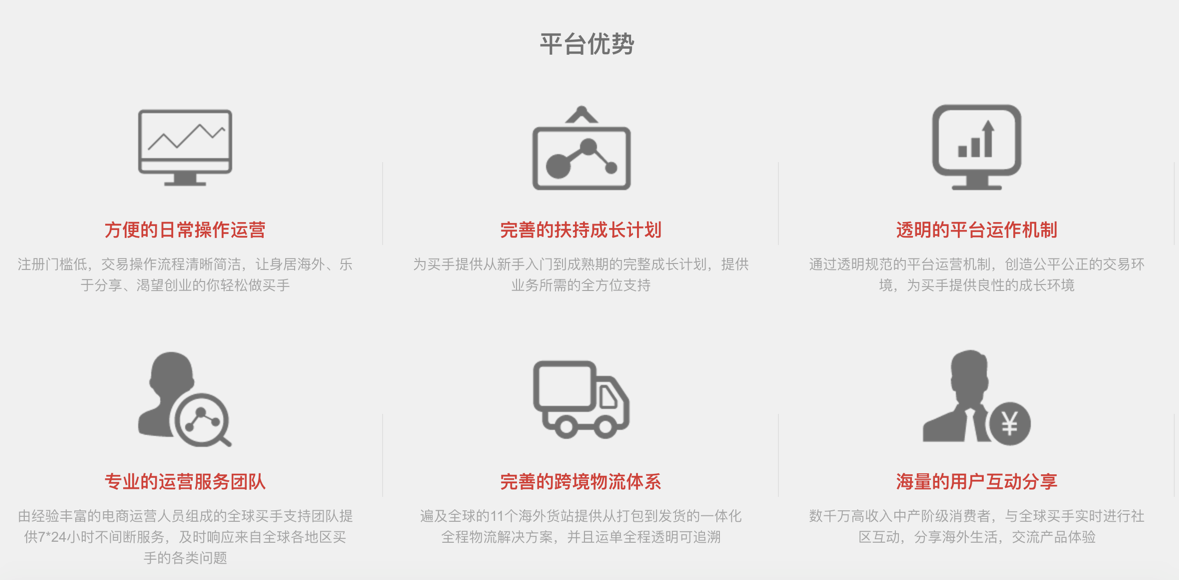 平台优势
方便的日常操作运营
注册门槛低，交易操作流程清晰简洁，让身居海外、乐
于分享、渴望创业的你轻松做买手
完善的扶持成长计划
为买手提供从新手入门到成熟期的完整成长计划，提供
业务所需的全方位支持
透明的平台运作机制
通过透明规范的平台运营机制，创造公平公正的交易环
境，为买手提供良性的成长环境
专业的运营服务团队
由经验丰富的电商运营人员组成的全球买手支持团队提
供7*24小时不间断服务，及时响应来自全球各地区买
手的各类问题
完善的跨境物流体系
遍及全球的11个海外货站提供从打包到发货的一体化
全程物流解决方案，并且运单全程透明可追溯
海量的用户互动分享
¥
数千万高收入中产阶级消费者，与全球买手实时进行社
区互动，分享海外生活，交流产品体验